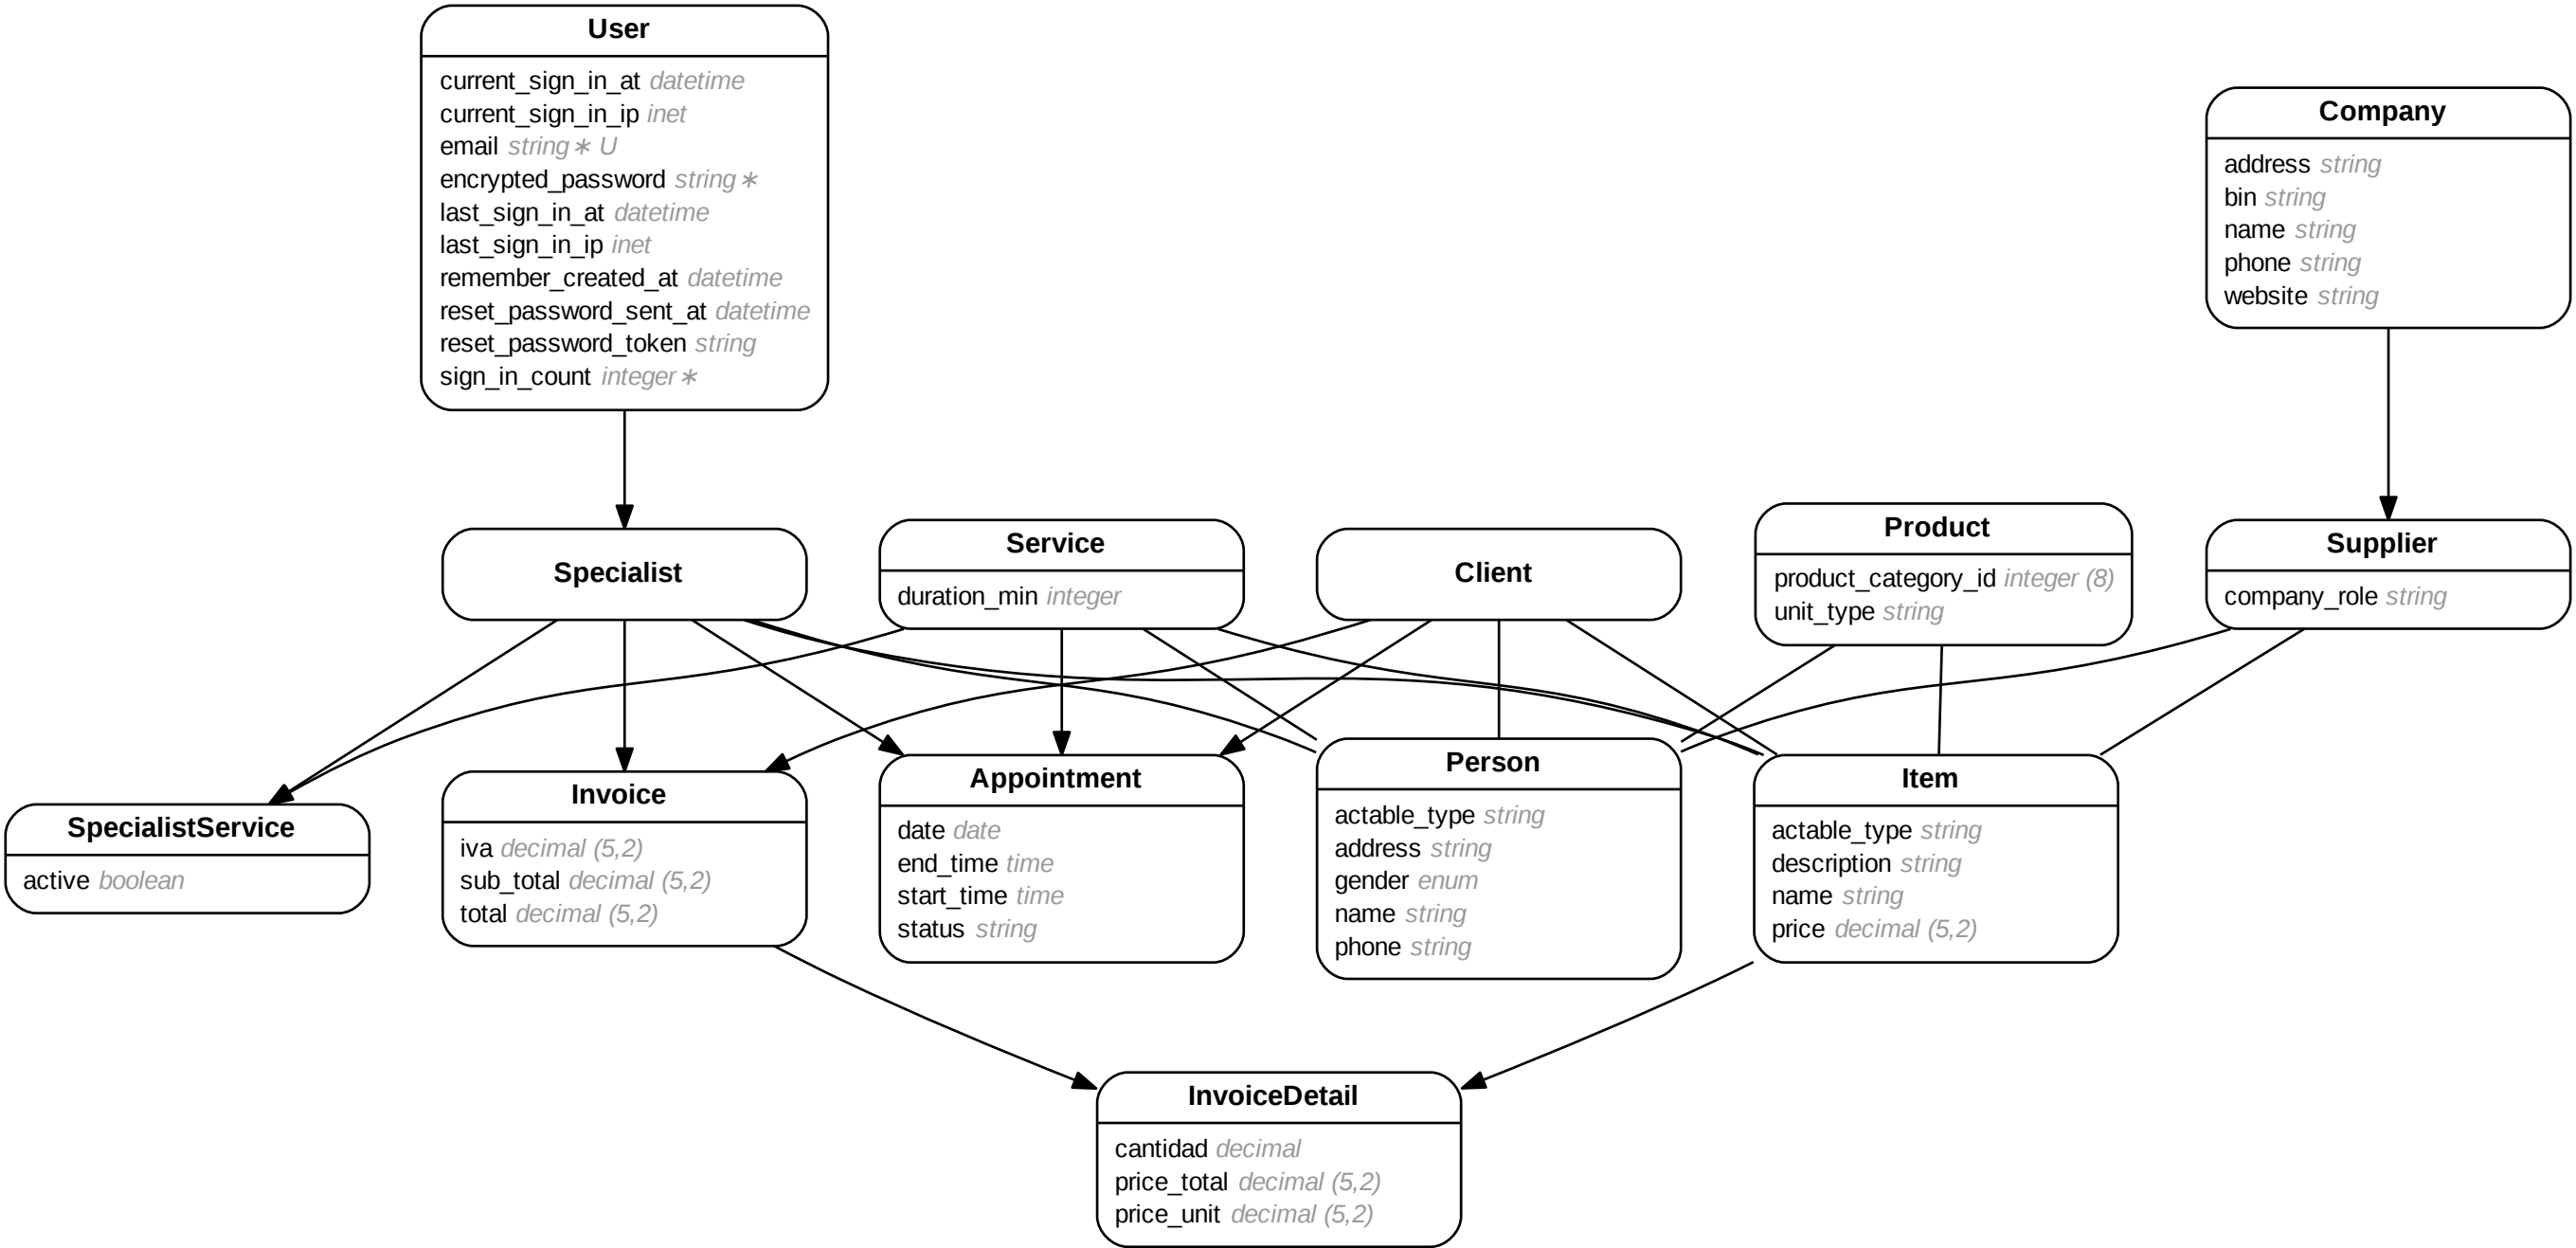 User
current_sign_in_at datetime
current_sign_in_ip inet
email string∗ U
encrypted_password string∗
last_sign_in_at datetime
last_sign_in_ip inet
remember_created_at datetime
reset_password_sent_at datetime
reset_password_token string
sign_in_count integer∗
Company
address string
bin string
name string
phone string
website string
Specialist
Service
duration_min integer
Client
Product
product_category_id integer (8)
unit_type string
Supplier
company_role string
SpecialistService
active boolean
Invoice
iva decimal (5,2)
sub_total decimal (5,2)
total decimal (5,2)
Appointment
date date
end_time time
start_time time
status string
Person
actable_type string
address string
gender enum
name string
phone string
Item
actable_type string
description string
name string
price decimal (5,2)
InvoiceDetail
cantidad decimal
price_total decimal (5,2)
price_unit decimal (5,2)